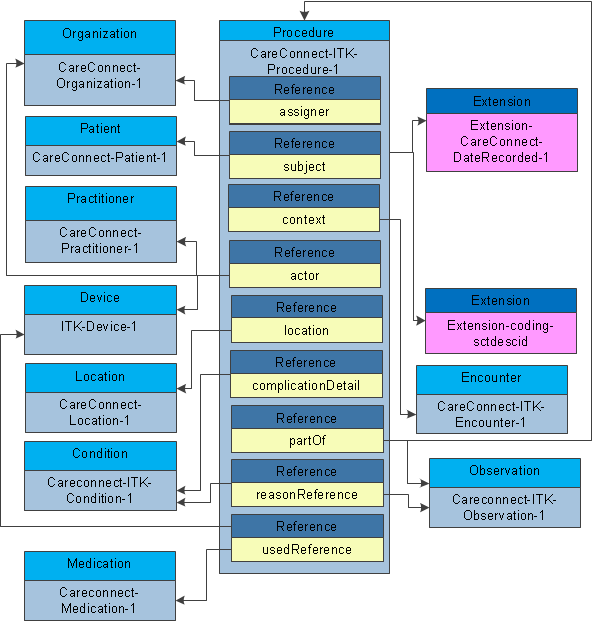 Organization
CareConnect-
Organization-1
Patient
CareConnect-Patient-1
Practitioner
CareConnect-
Practitioner-1
Device
ITK-Device-1
Location
CareConnect-
Location-1
Condition
Careconnect-ITK-
Condition-1
Medication
Careconnect-
Medication-1
Procedure
CareConnect-ITK-
Procedure-1
Reference
assigner
Reference
subject
Reference
context
Reference
actor
Reference
location
Reference
complicationDetail
Reference
partOf
Reference
reasonReference
Reference
usedReference
Extension
Extension-
CareConnect-
DateRecorded-1
Extension
Extension-coding-
sctdescid
Encounter
CareConnect-ITK-
Encounter-1
Observation
Careconnect-ITK-
Observation-1